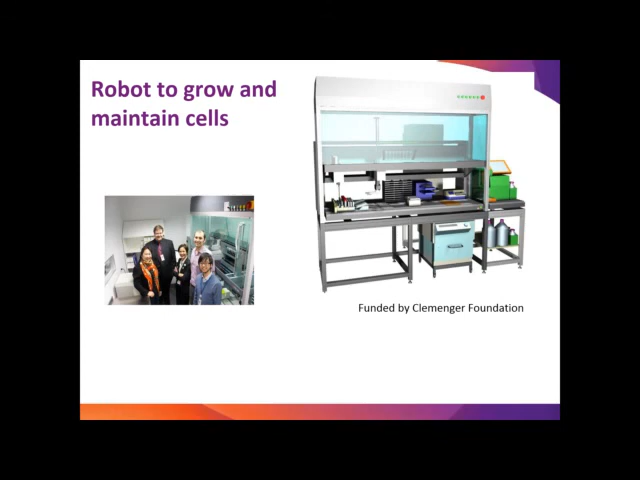 Robot to grow and
maintain cells
Funded by Clemenger Foundation